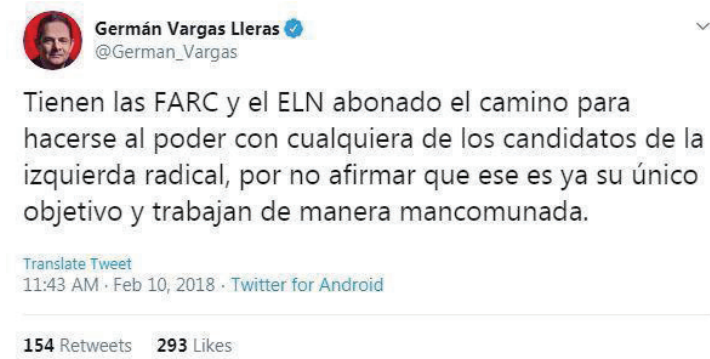 Germán Vargas Lleras
@German_Vargas
Tienen las FARC y el ELN abonado el camino para
hacerse al poder con cualquiera de los candidatos de la
izquierda radical, por no afirmar que ese es ya su único
objetivo y trabajan de manera mancomunada.
Translate Tweet
11:43 AM · Feb 10, 2018 · Twitter for Android
154 Retweets 293 Likes